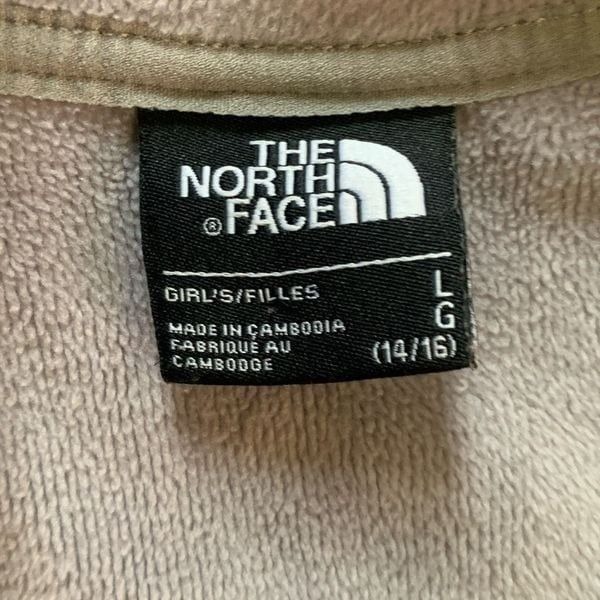 THE
NORTH
® FACE
GIRL'S/FILLES
L
G
(14/16)
MADE IN CAMBODIA
FABRIQUE AU
CAMBODGE